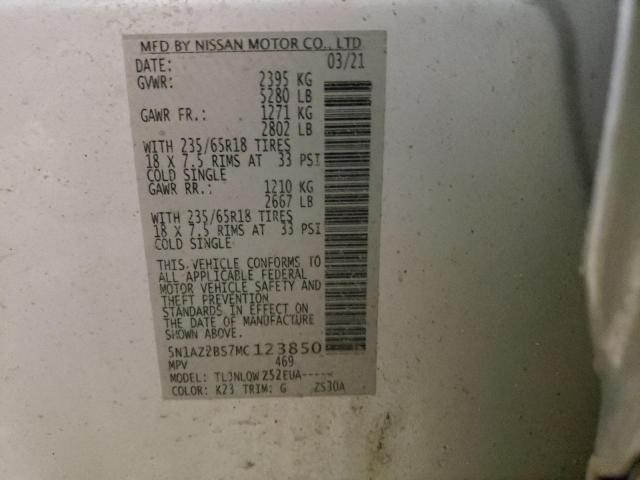 MFD BY NISSAN MOTOR CO., LTD
DATE: 03/21
GVWR: 2395 KG
5280 LB
GAWR FR.: 1271 KG
2802 LB
WITH 235/65R18 TIRES
18 X 7.5 RIMS AT 33 PSI
COLD SINGLE
GAWR RR.: 1210 KG
2667 LB
WITH 235/65R18 TIRES
18 X 7.5 RIMS AT 33 PSI
COLD SINGLE
THIS VEHICLE CONFORMS TO
ALL APPLICABLE FEDERAL
MOTOR VEHICLE SAFETY AND
THEFT PREVENTION
STANDARDS IN EFFECT ON
THE DATE OF MANUFACTURE
SHOWN ABOVE.
5N1AZ2BS7MC123850
MPV 469
MODEL: TLJNLQWZ52EUA-----
COLOR: K23 TRIM: G ZS30A